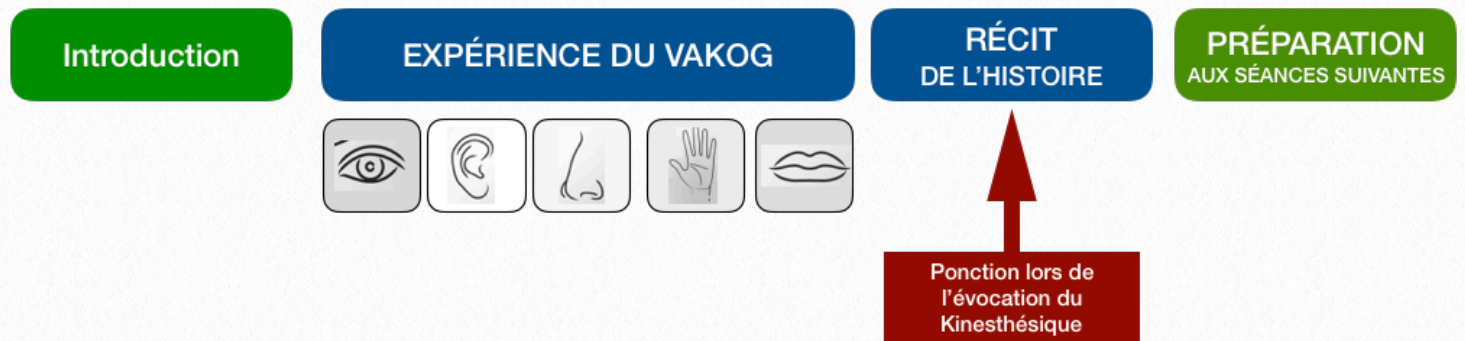 Introduction
EXPÉRIENCE DU VAKOG
RÉCIT
DE L'HISTOIRE
PRÉPARATION
AUX SÉANCES SUIVANTES
Ponction lors de
l'évocation du
Kinesthésique